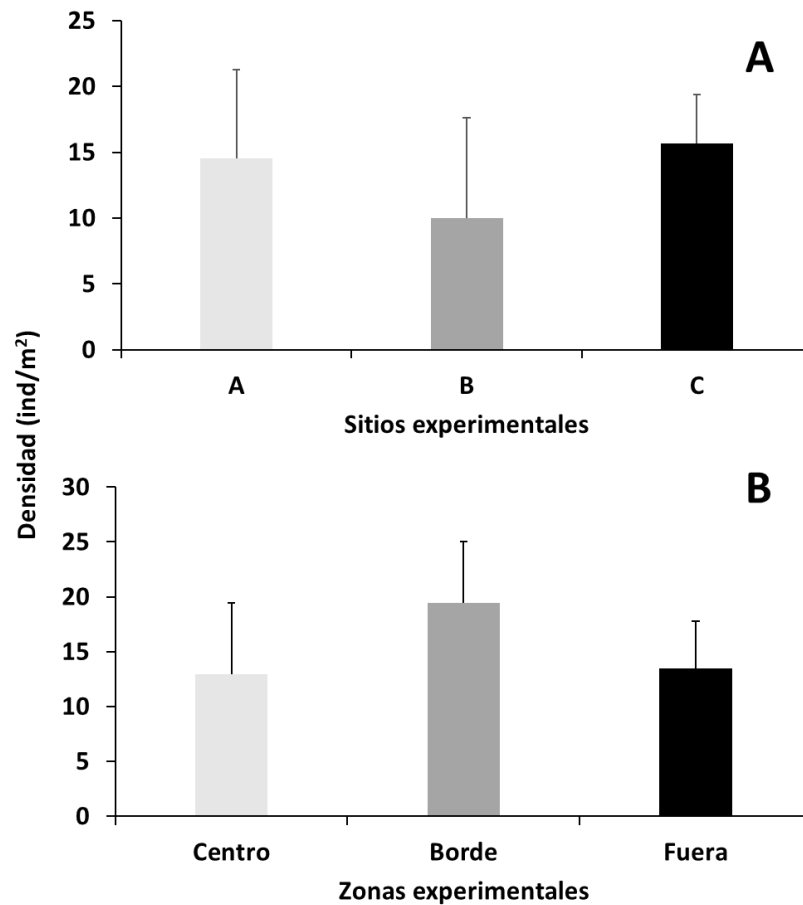 A
25
20
15
10
5
0
A B C
Sitios experimentales
Densidad (ind/m²)
B
30
25
20
15
10
5
0
Centro Borde Fuera
Zonas experimentales